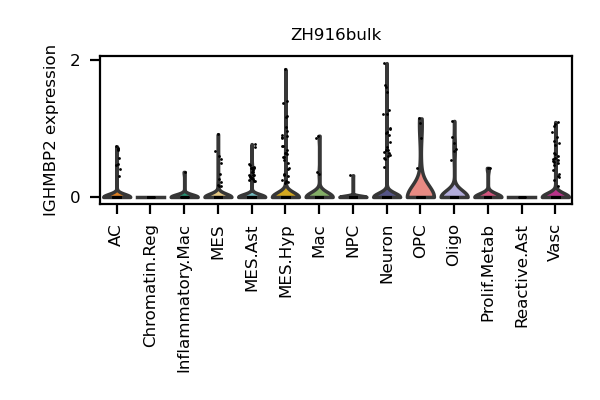 ZH916bulk
IGHMBP2 expression
2
0
AC
Chromatin.Reg
Inflammatory.Mac
MES
MES.Ast
MES.Hyp
Mac
NPC
Neuron
OPC
Oligo
Prolif.Metab
Reactive.Ast
Vasc